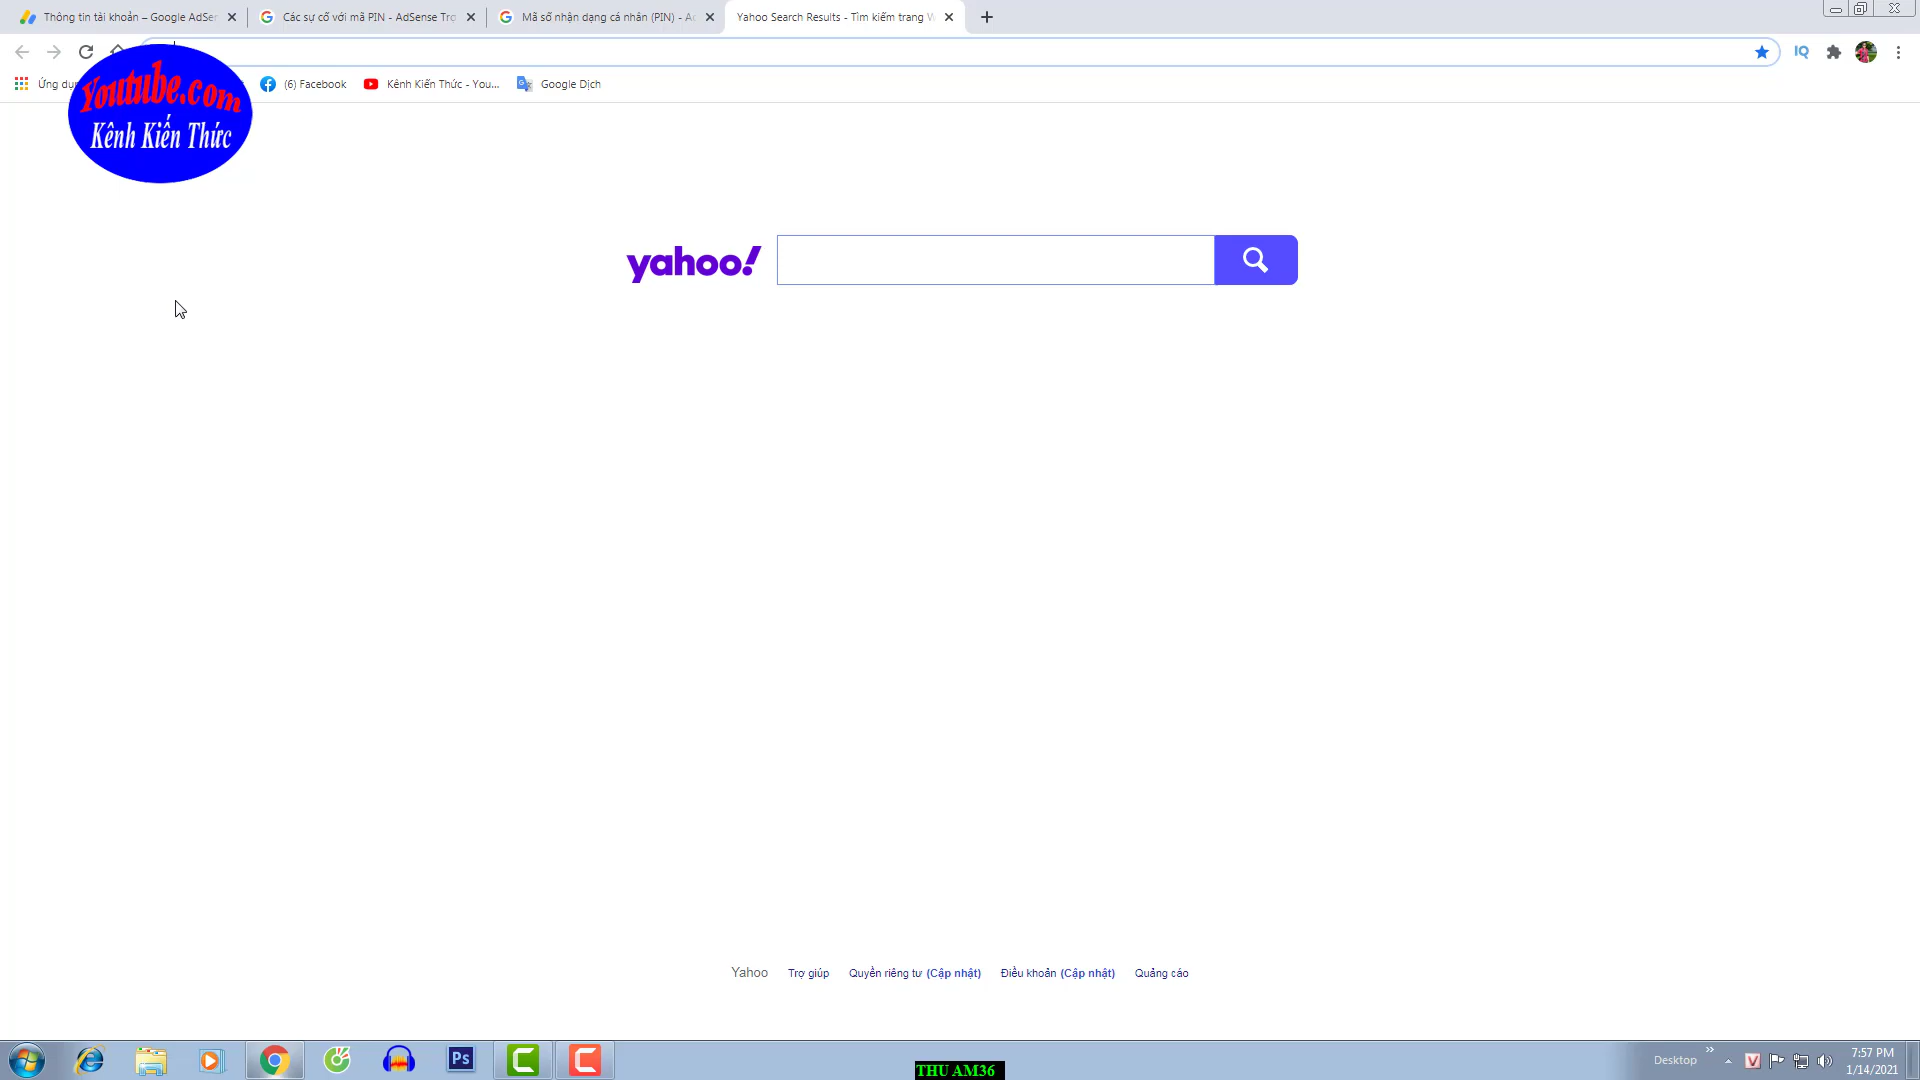 Thông tin tài khoản – Google AdSer
Các sự cố với mã PIN - AdSense Trợ
Mã số nhận dạng cá nhân (PIN) - Ad
Yahoo Search Results - Tìm kiếm trang W
IQ
Ứng dụ
(6) Facebook
Kênh Kiến Thức - You...
Google Dịch
Youtube.com
Kênh Kiến Thức
yahoo!
Yahoo
Trợ giúp
Quyền riêng tư (Cập nhật)
Điều khoản (Cập nhật)
Quảng cáo
Ps
THU AM36
Desktop
V
7:57 PM
1/14/2021